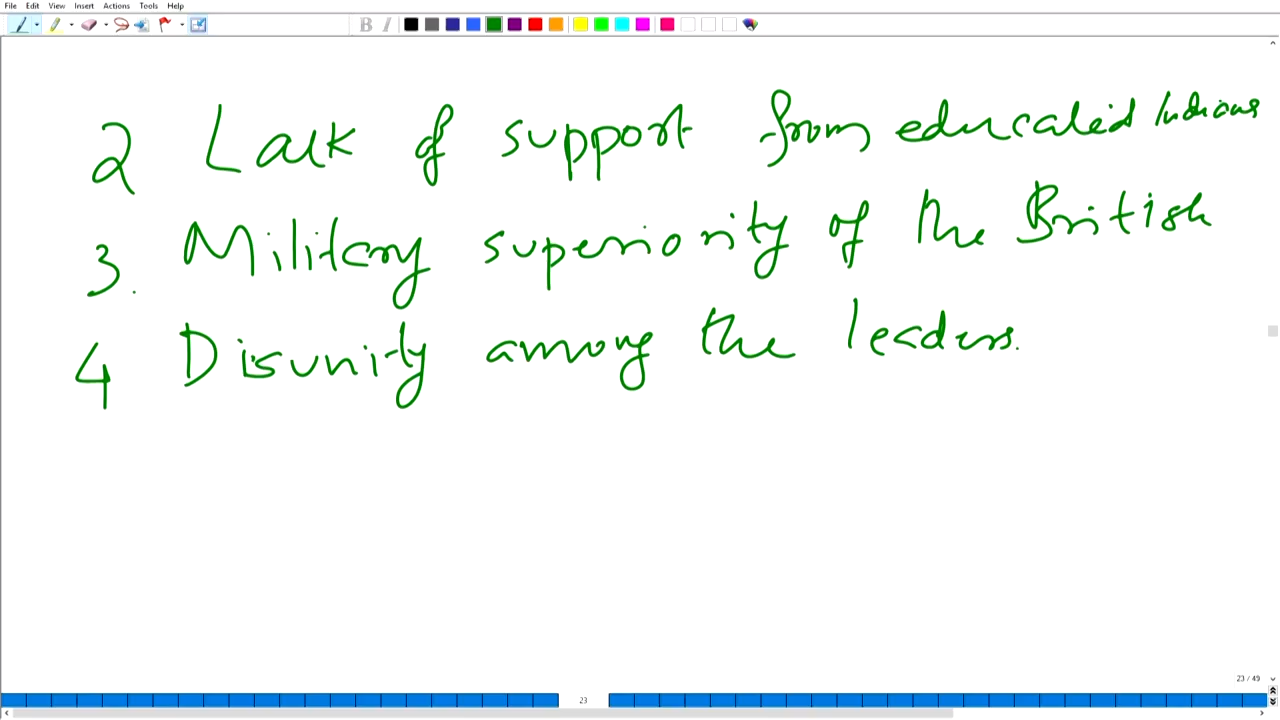 File Edit View Insert Actions Tools Help
B I
2 Lack of support from educated Indians
3. Military superiority of the British
4 Disunity among the leaders.
23 / 49
23